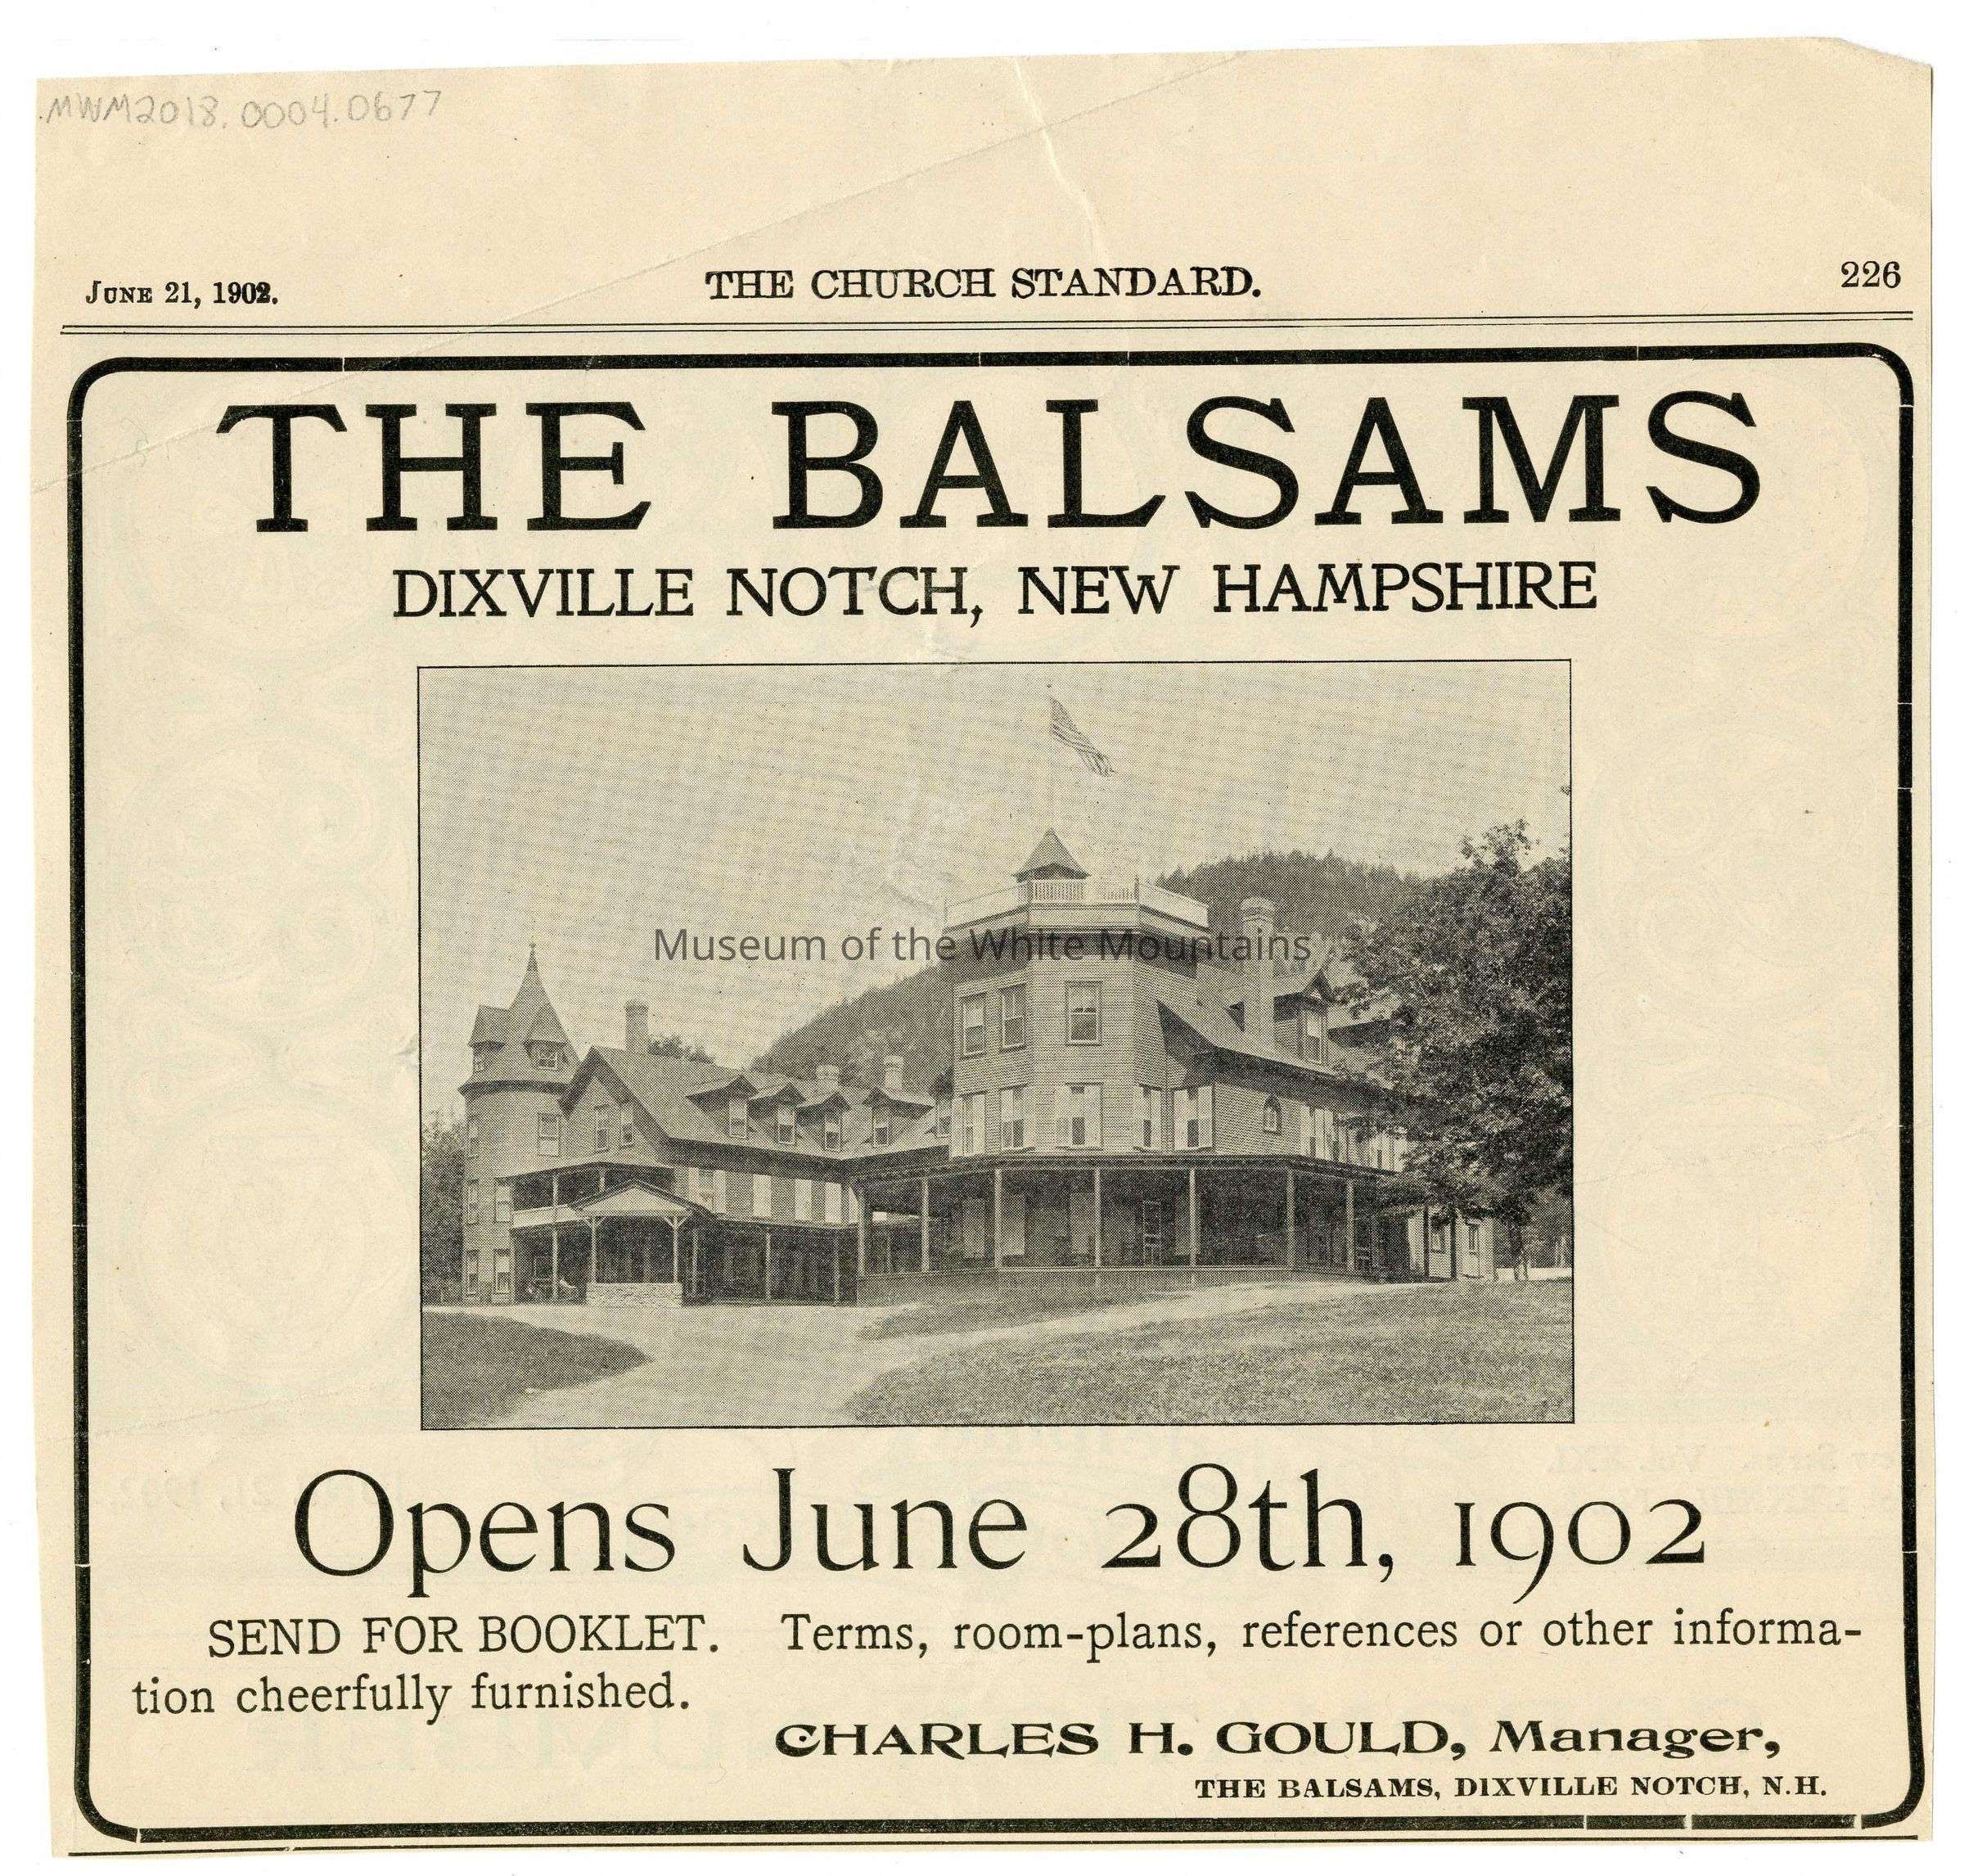 MWM2018.0004.0677
JUNE 21, 1902.
THE CHURCH STANDARD.
226
THE BALSAMS
DIXVILLE NOTCH, NEW HAMPSHIRE
Museum of the White Mountains
Opens June 28th, 1902
SEND FOR BOOKLET. Terms, room-plans, references or other informa-
tion cheerfully furnished.
CHARLES H. GOULD, Manager,
THE BALSAMS, DIXVILLE NOTCH, N.H.